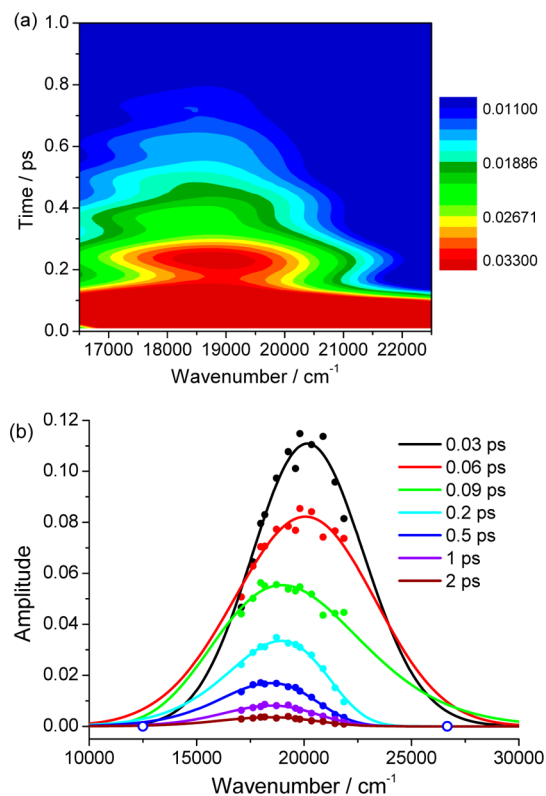 (a)
1.0
0.8
0.6
0.4
0.2
0.0
Time / ps
17000 18000 19000 20000 21000 22000
Wavenumber / cm⁻¹
0.01100
0.01886
0.02671
0.03300
(b)
0.12
0.10
0.08
0.06
0.04
0.02
0.00
Amplitude
0.03 ps
0.06 ps
0.09 ps
0.2 ps
0.5 ps
1 ps
2 ps
10000 15000 20000 25000 30000
Wavenumber / cm⁻¹